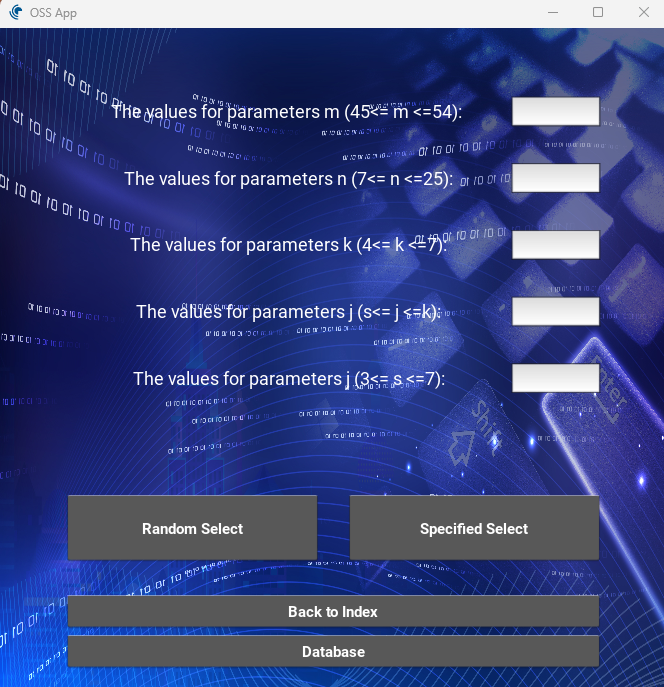 OSS App
The values for parameters m (45<= m <=54):
The values for parameters n (7<= n <=25):
The values for parameters k (4<= k <=7):
The values for parameters j (s<= j <=k):
The values for parameters j (3<= s <=7):
Enter
Shift
Random Select
Specified Select
Back to Index
Database